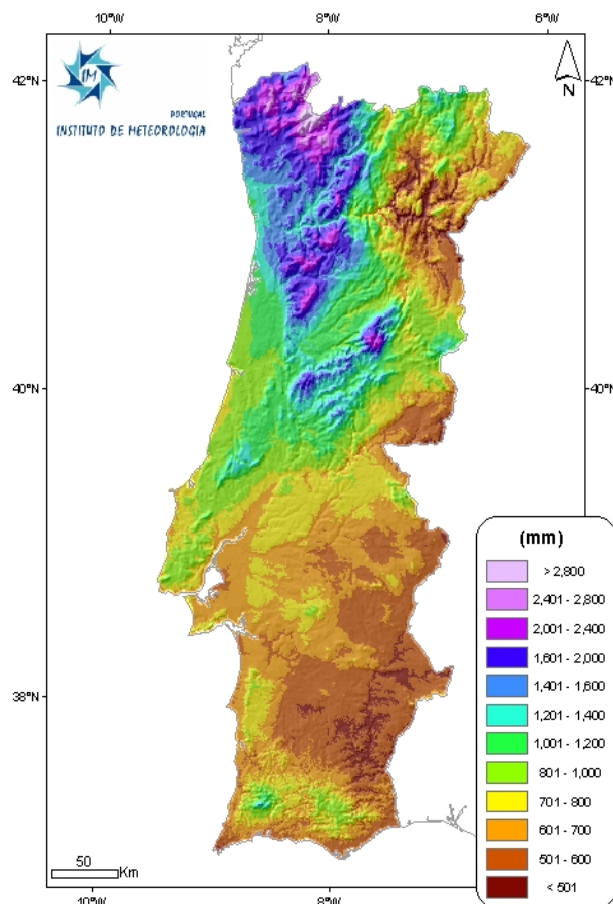 10°W
8°W
6°W
42°N
42°N
IM
N
PORTUGAL
INSTITUTO DE METEOROLOGIA
40°N
40°N
(mm)
> 2,800
2,401 - 2,800
2,001 - 2,400
1,601 - 2,000
1,401 - 1,600
1,201 - 1,400
1,001 - 1,200
801 - 1,000
701 - 800
601 - 700
501 - 600
< 501
38°N
50
Km
10°W
8°W